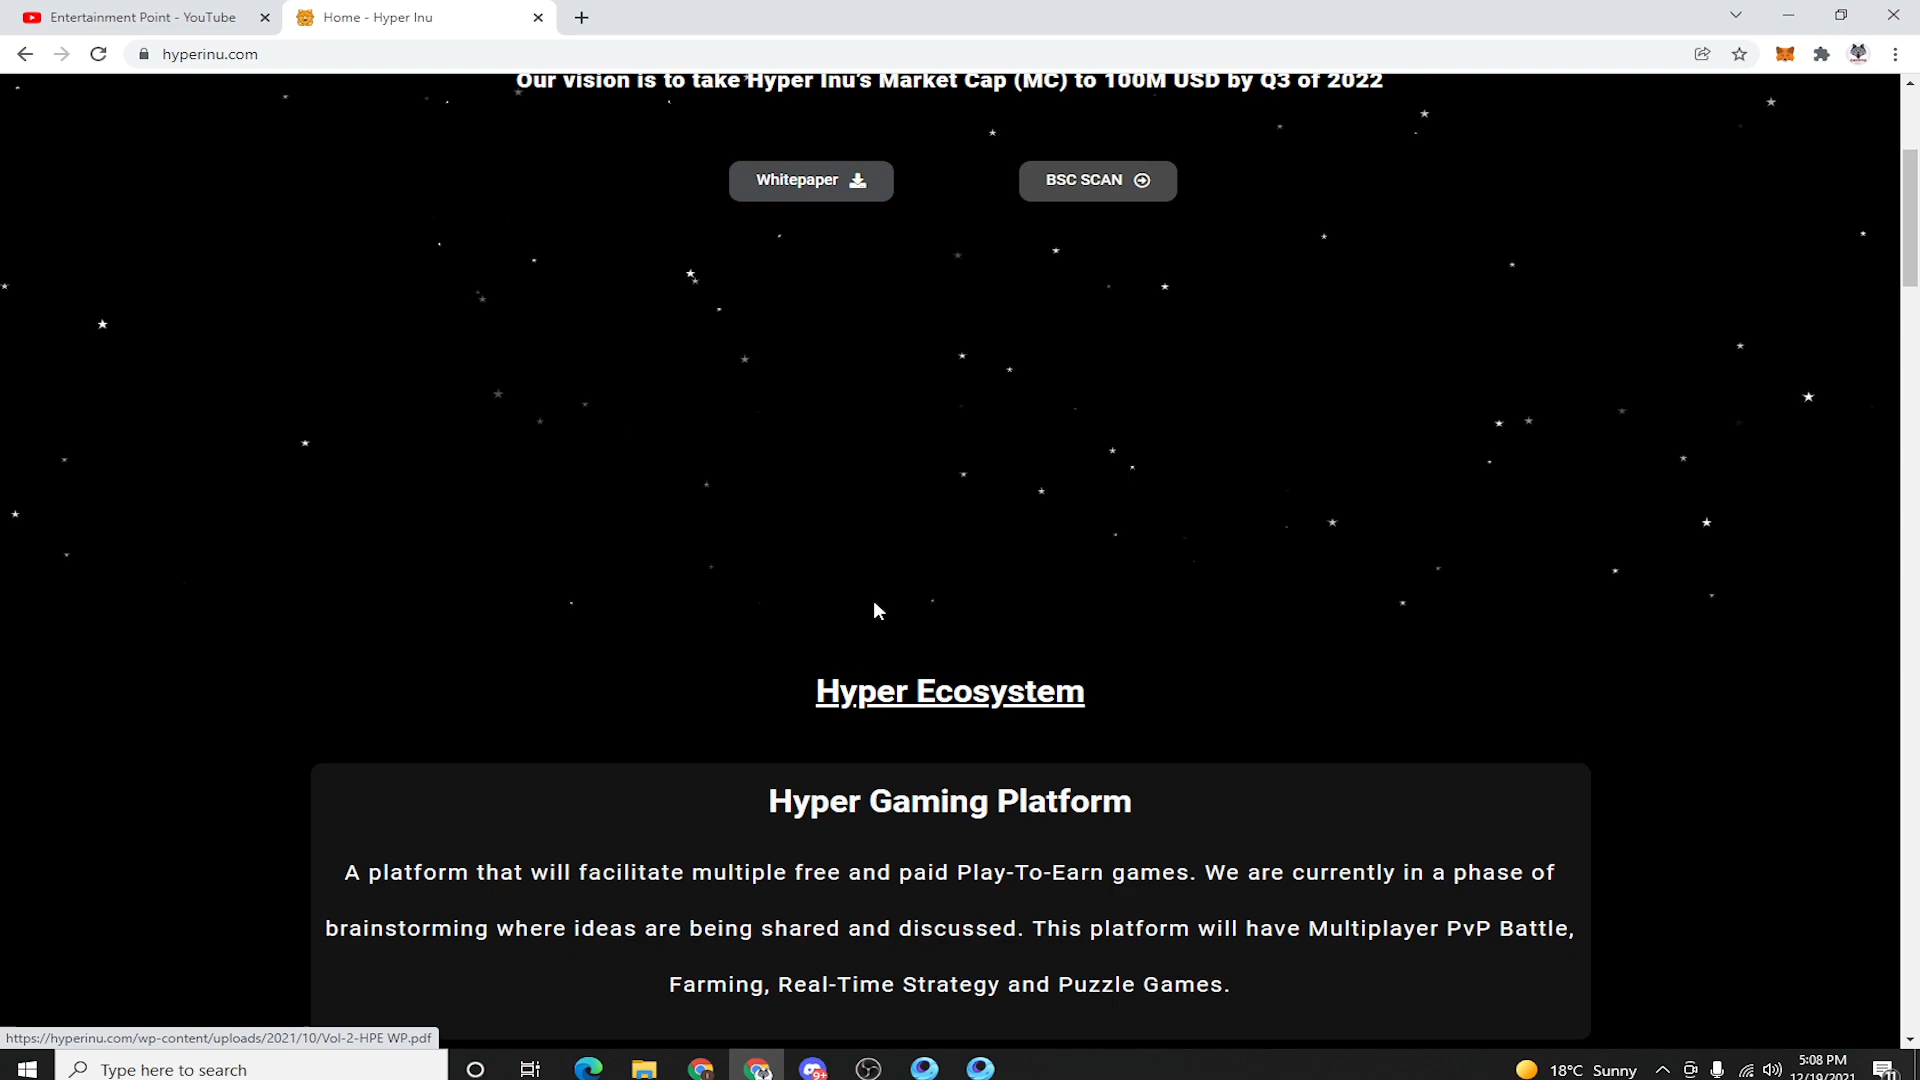 Entertainment Point - YouTube
Home - Hyper Inu
hyperinu.com
Our vision is to take Hyper Inu's Market Cap (MC) to 100M USD by Q3 of 2022
Whitepaper
BSC SCAN
Hyper Ecosystem
Hyper Gaming Platform
A platform that will facilitate multiple free and paid Play-To-Earn games. We are currently in a phase of
brainstorming where ideas are being shared and discussed. This platform will have Multiplayer PvP Battle,
Farming, Real-Time Strategy and Puzzle Games.
https://hyperinu.com/wp-content/uploads/2021/10/Vol-2-HPE WP.pdf
Type here to search
9+
18°C Sunny
5:08 PM
12/19/2021
11